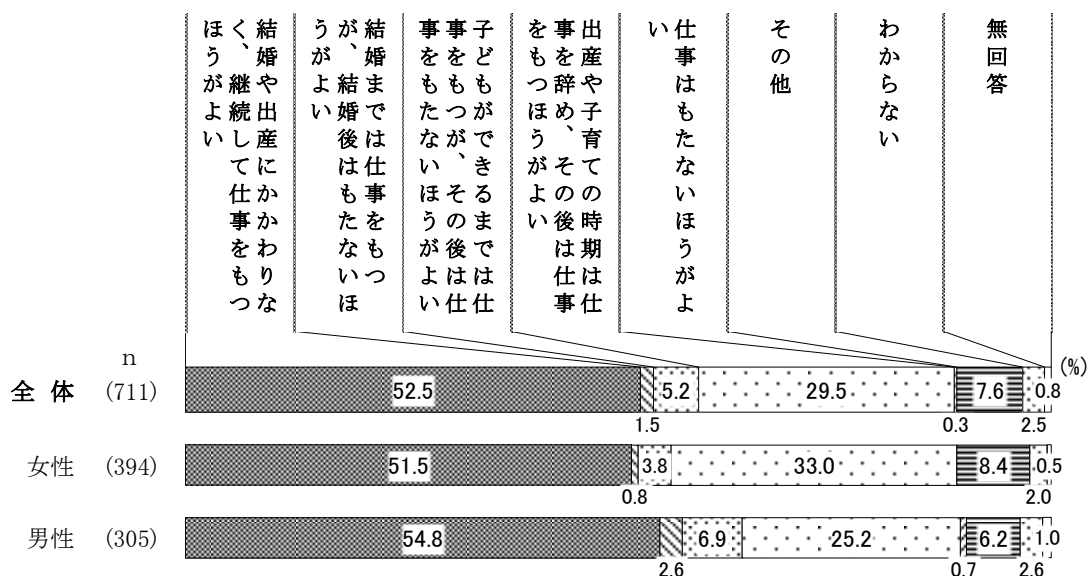 結婚や出産にかかわりな
く、継続して仕事をもつ
ほうがよい
結婚までは仕事をもつ
が、結婚後はもたないほ
うがよい
子どもができるまでは仕
事をもつが、その後は仕
事をもたないほうがよい
出産や子育ての時期は仕
事を辞め、その後は仕事
をもつほうがよい
仕事はもたないほうがよ
い
その他
わからない
無回答
n
(%)
全体 (711) 52.5 5.2 29.5 7.6 0.8
1.5 0.3 2.5
女性 (394) 51.5 3.8 33.0 8.4 0.5
0.8 2.0
男性 (305) 54.8 6.9 25.2 6.2 1.0
2.6 0.7 2.6